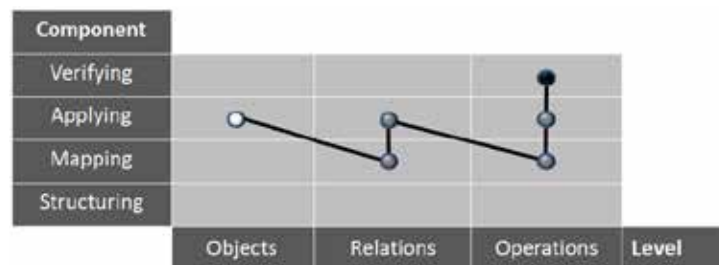 Component
Verifying
Applying
Mapping
Structuring
Objects Relations Operations Level